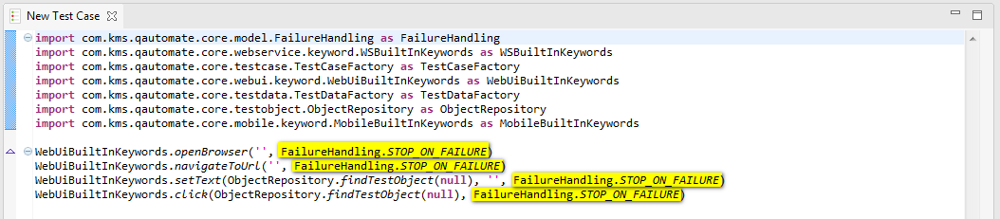 New Test Case
import com.kms.qautomate.core.model.FailureHandling as FailureHandling
import com.kms.qautomate.core.webservice.keyword.WSBuiltInKeywords as WSBuiltInKeywords
import com.kms.qautomate.core.testcase.TestCaseFactory as TestCaseFactory
import com.kms.qautomate.core.webui.keyword.WebUiBuiltInKeywords as WebUiBuiltInKeywords
import com.kms.qautomate.core.testdata.TestDataFactory as TestDataFactory
import com.kms.qautomate.core.testobject.ObjectRepository as ObjectRepository
import com.kms.qautomate.core.mobile.keyword.MobileBuiltInKeywords as MobileBuiltInKeywords
WebUiBuiltInKeywords.openBrowser('', FailureHandling.STOP_ON_FAILURE)
WebUiBuiltInKeywords.navigateToUrl('', FailureHandling.STOP_ON_FAILURE)
WebUiBuiltInKeywords.setText(ObjectRepository.findTestObject(null), '', FailureHandling.STOP_ON_FAILURE)
WebUiBuiltInKeywords.click(ObjectRepository.findTestObject(null), FailureHandling.STOP_ON_FAILURE)